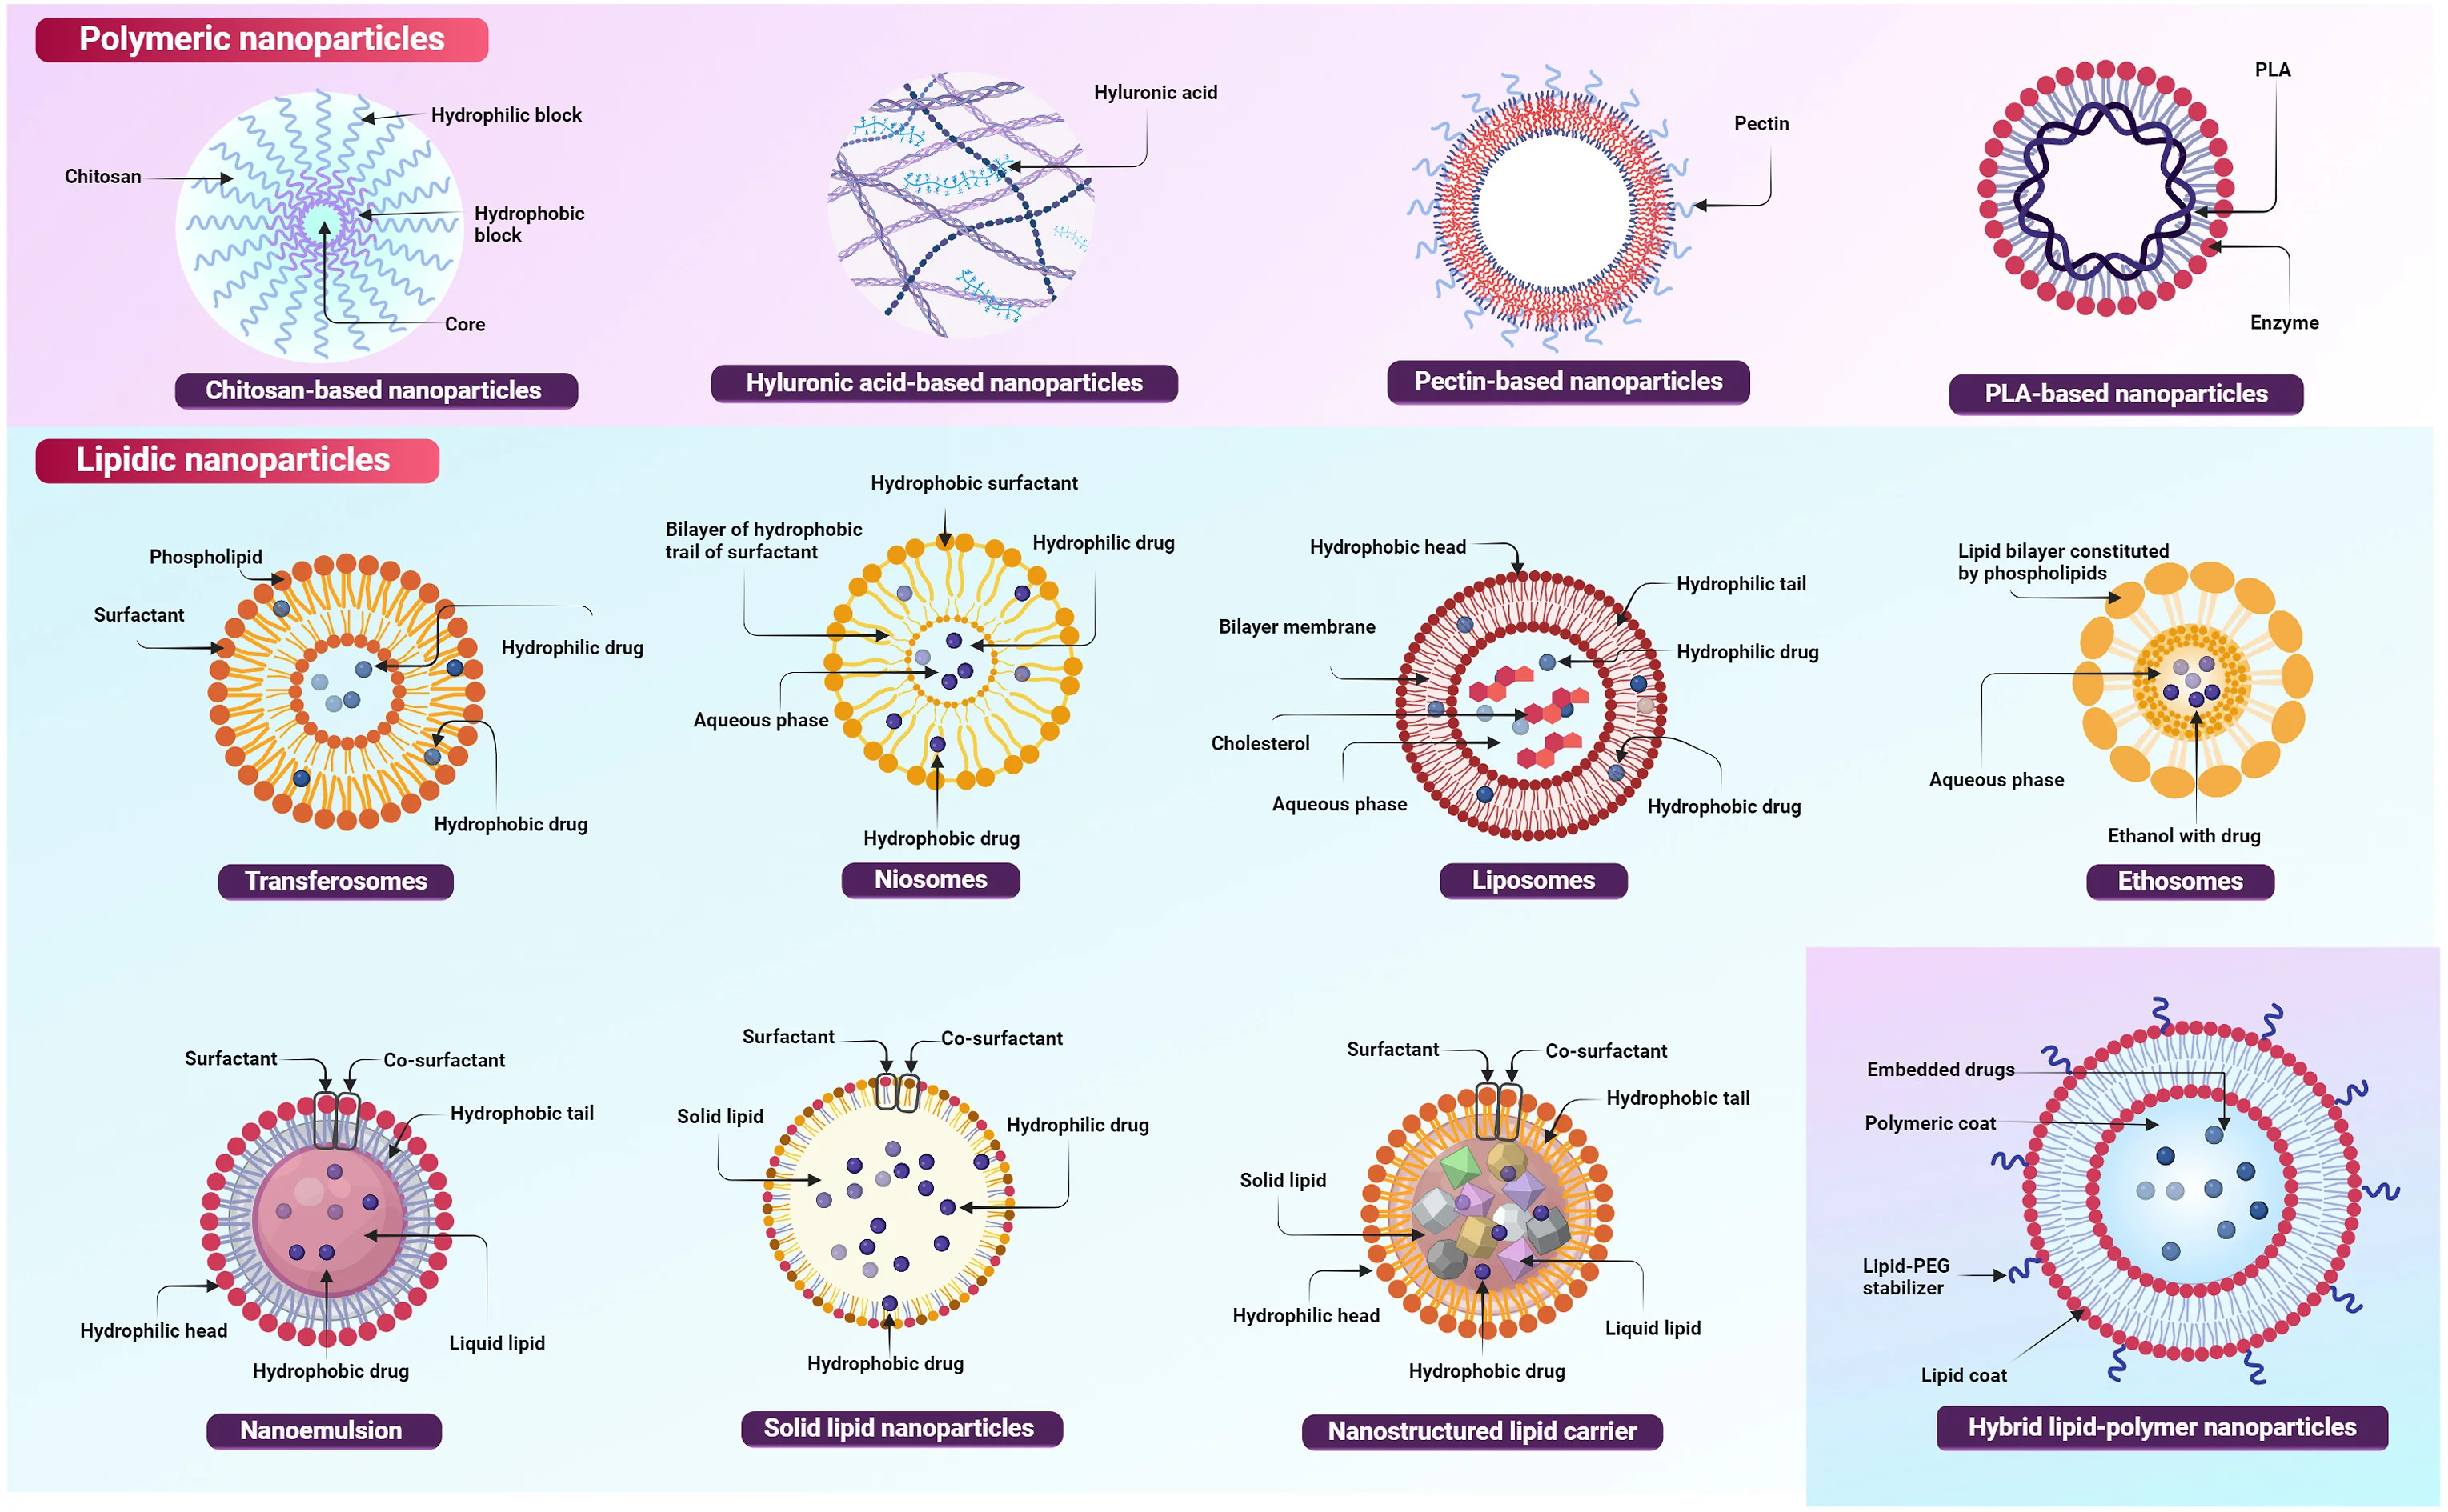 Polymeric nanoparticles
Hydrophilic block
Chitosan
Hydrophobic
block
Core
Chitosan-based nanoparticles
Hyluronic acid
Hyluronic acid-based nanoparticles
Pectin
Pectin-based nanoparticles
PLA
Enzyme
PLA-based nanoparticles
Lipidic nanoparticles
Phospholipid
Surfactant
Hydrophilic drug
Hydrophobic drug
Transferosomes
Hydrophobic surfactant
Bilayer of hydrophobic
trail of surfactant
Hydrophilic drug
Aqueous phase
Hydrophobic drug
Niosomes
Hydrophobic head
Hydrophilic tail
Bilayer membrane
Hydrophilic drug
Cholesterol
Aqueous phase
Hydrophobic drug
Liposomes
Lipid bilayer constituted
by phospholipids
Aqueous phase
Ethanol with drug
Ethosomes
Surfactant
Co-surfactant
Hydrophobic tail
Hydrophilic head
Liquid lipid
Hydrophobic drug
Nanoemulsion
Surfactant
Co-surfactant
Solid lipid
Hydrophilic drug
Hydrophobic drug
Solid lipid nanoparticles
Surfactant
Co-surfactant
Hydrophobic tail
Solid lipid
Hydrophilic head
Liquid lipid
Hydrophobic drug
Nanostructured lipid carrier
Embedded drugs
Polymeric coat
Lipid-PEG
stabilizer
Lipid coat
Hybrid lipid-polymer nanoparticles